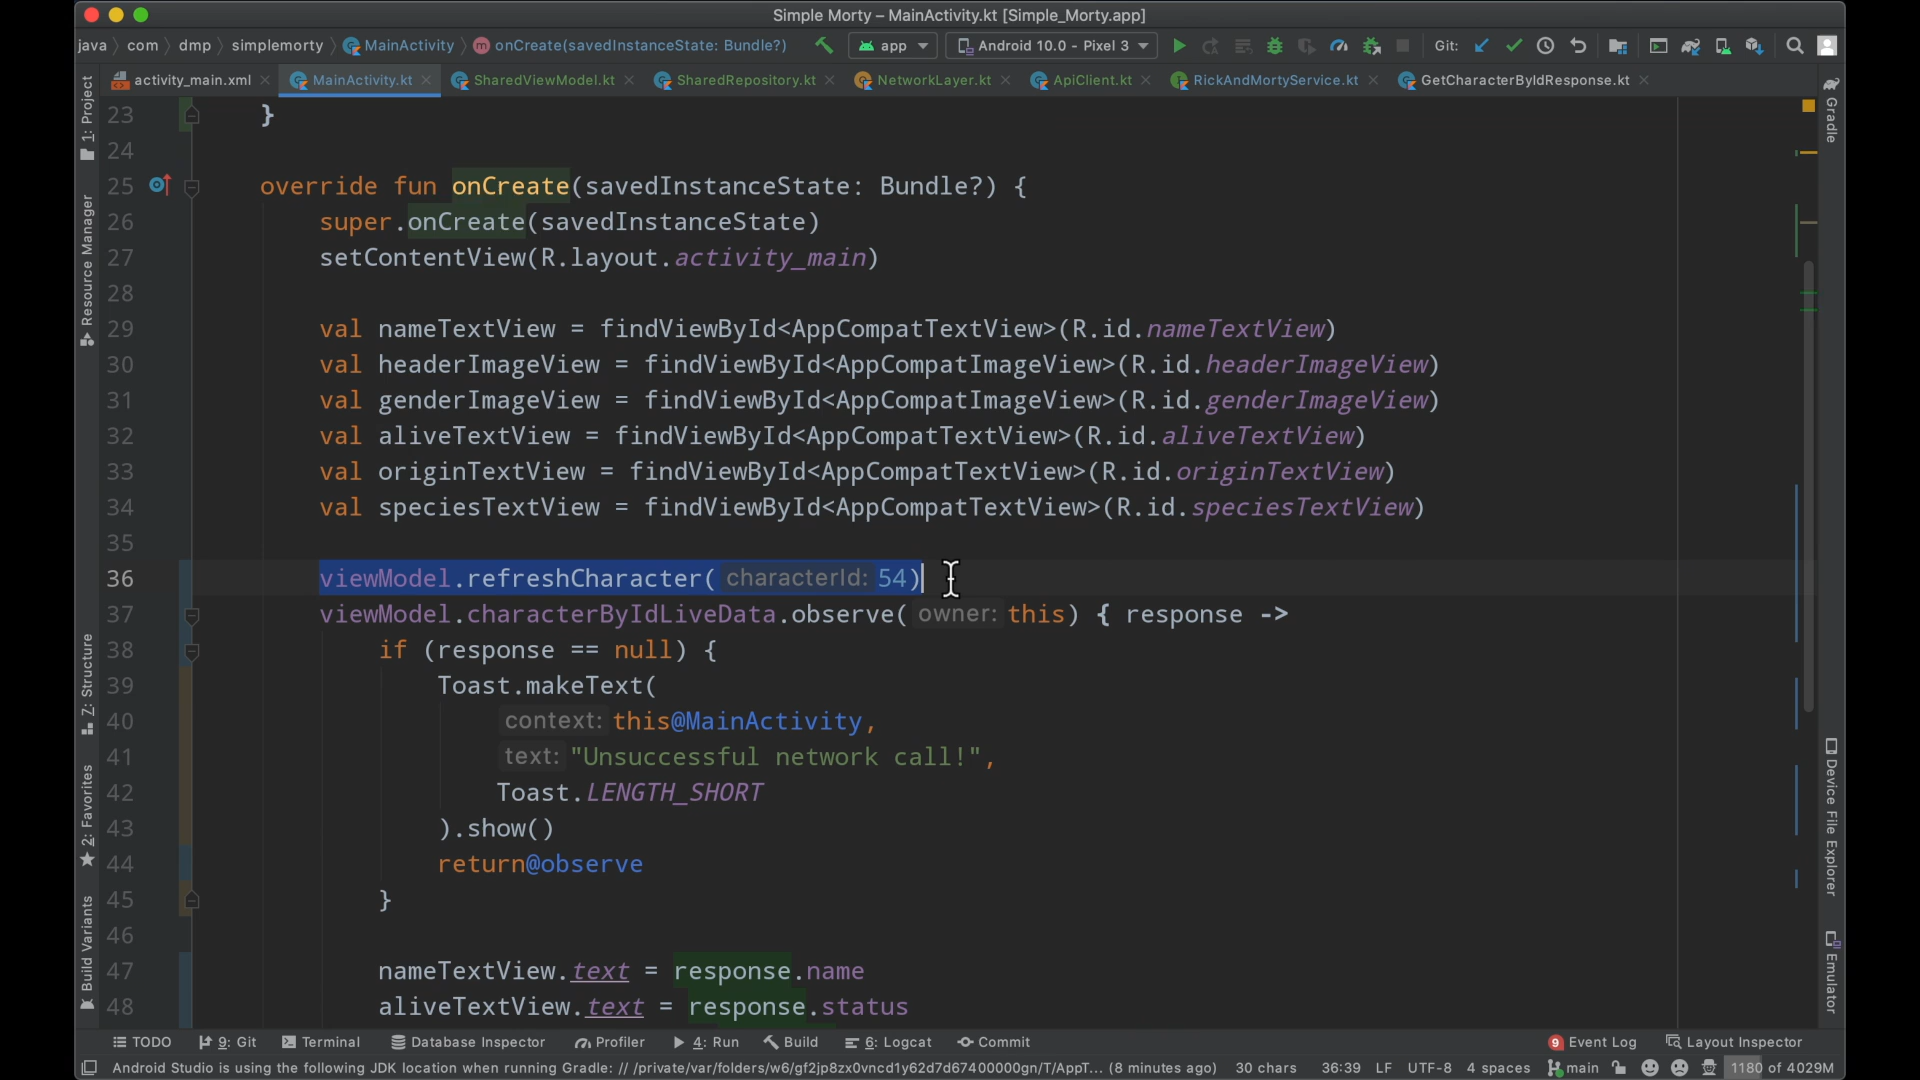 Simple Morty – MainActivity.kt [Simple_Morty.app]
java com dmp simplemorty MainActivity m onCreate(savedInstanceState: Bundle?) app Android 10.0 - Pixel 3 Git:
activity_main.xml MainActivity.kt SharedViewModel.kt SharedRepository.kt NetworkLayer.kt ApiClient.kt RickAndMortyService.kt GetCharacterByIdResponse.kt
1: Project
Resource Manager
Z: Structure
2: Favorites
Build Variants
23 }
24
25 override fun onCreate(savedInstanceState: Bundle?) {
26 super.onCreate(savedInstanceState)
27 setContentView(R.layout.activity_main)
28
29 val nameTextView = findViewById<AppCompatTextView>(R.id.nameTextView)
30 val headerImageView = findViewById<AppCompatImageView>(R.id.headerImageView)
31 val genderImageView = findViewById<AppCompatImageView>(R.id.genderImageView)
32 val aliveTextView = findViewById<AppCompatTextView>(R.id.aliveTextView)
33 val originTextView = findViewById<AppCompatTextView>(R.id.originTextView)
34 val speciesTextView = findViewById<AppCompatTextView>(R.id.speciesTextView)
35
36 viewModel.refreshCharacter( characterId: 54)
37 viewModel.characterByIdLiveData.observe( owner: this) { response ->
38 if (response == null) {
39 Toast.makeText(
40 context: this@MainActivity,
41 text: "Unsuccessful network call!",
42 Toast.LENGTH_SHORT
43 ).show()
44 return@observe
45 }
46
47 nameTextView.text = response.name
48 aliveTextView.text = response.status
Gradle
Device File Explorer
Emulator
TODO 9: Git Terminal Database Inspector Profiler 4: Run Build 6: Logcat Commit 9 Event Log Layout Inspector
Android Studio is using the following JDK location when running Gradle: // /private/var/folders/w6/gf2jp8zx0vncd1y62d7d67400000gn/T/AppT... (8 minutes ago) 30 chars 36:39 LF UTF-8 4 spaces main 1180 of 4029M